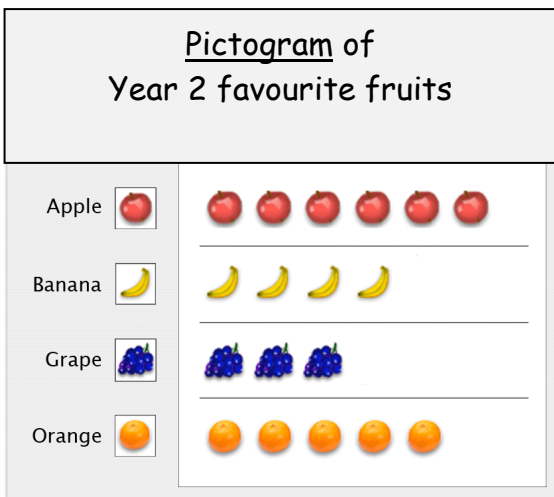 Pictogram of
Year 2 favourite fruits
Apple
Banana
Grape
Orange